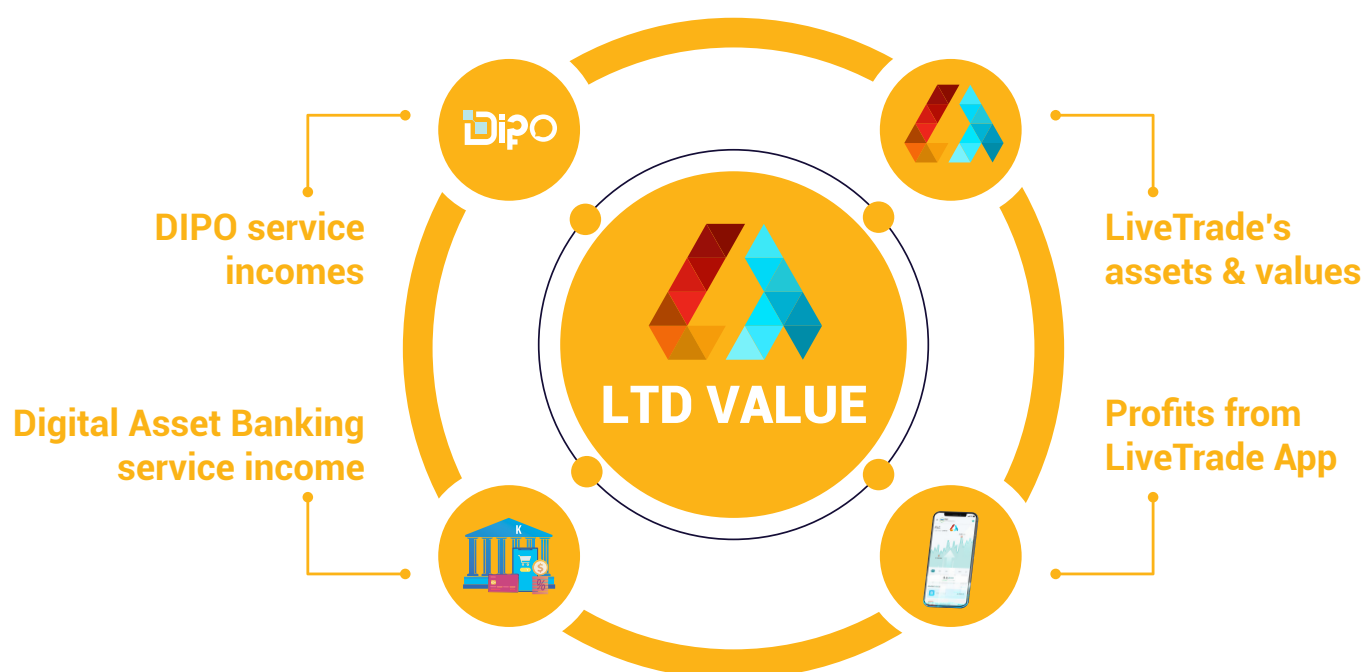 DiPO
DIPO service
incomes
LiveTrade's
assets & values
LTD VALUE
Digital Asset Banking
service income
Profits from
LiveTrade App
K
$
%